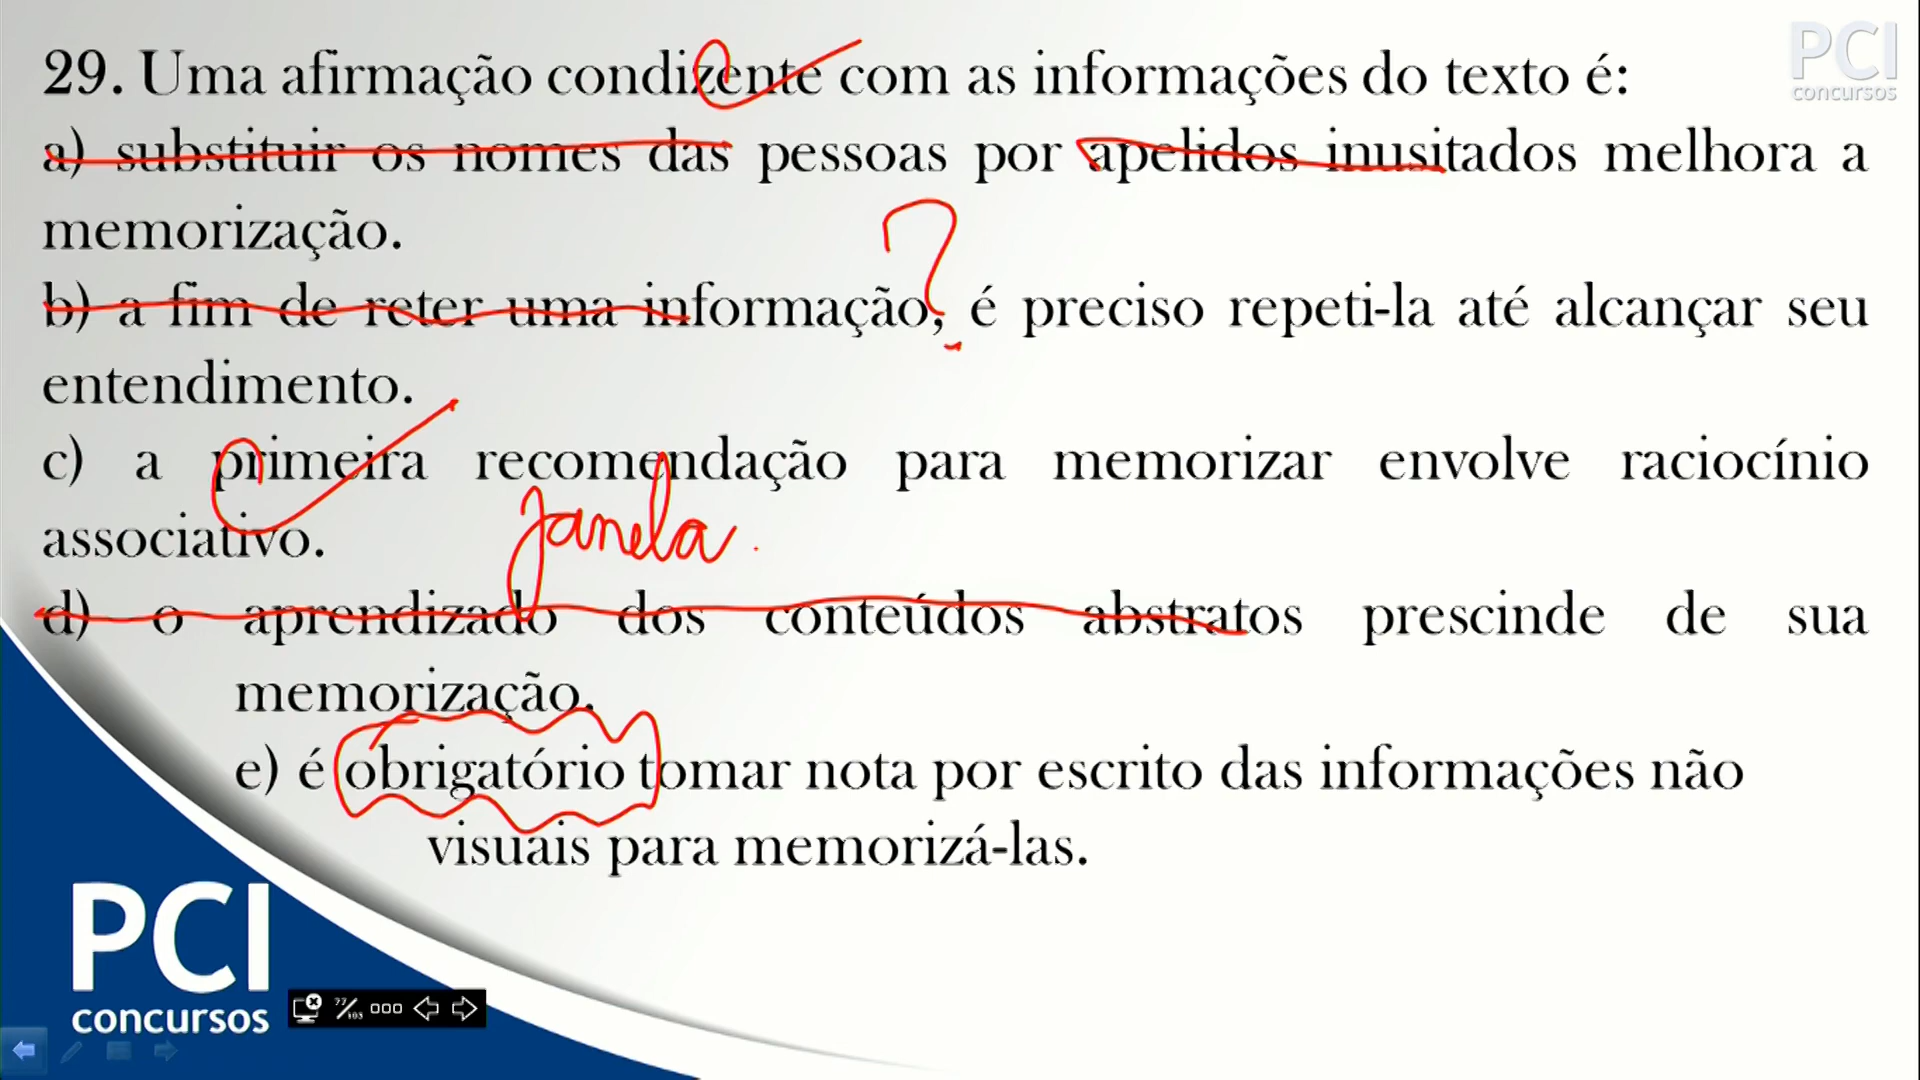 PCI
concursos
29. Uma afirmação condizente com as informações do texto é:
a) substituir os nomes das pessoas por apelidos inusitados melhora a
memorização.
?
b) a fim de reter uma informação, é preciso repeti-la até alcançar seu
entendimento.
c) a primeira recomendação para memorizar envolve raciocínio
associativo.
Janela.
d) o aprendizado dos conteúdos abstratos prescinde de sua
memorização.
e) é obrigatório tomar nota por escrito das informações não
visuais para memorizá-las.
PCI
concursos
77/103